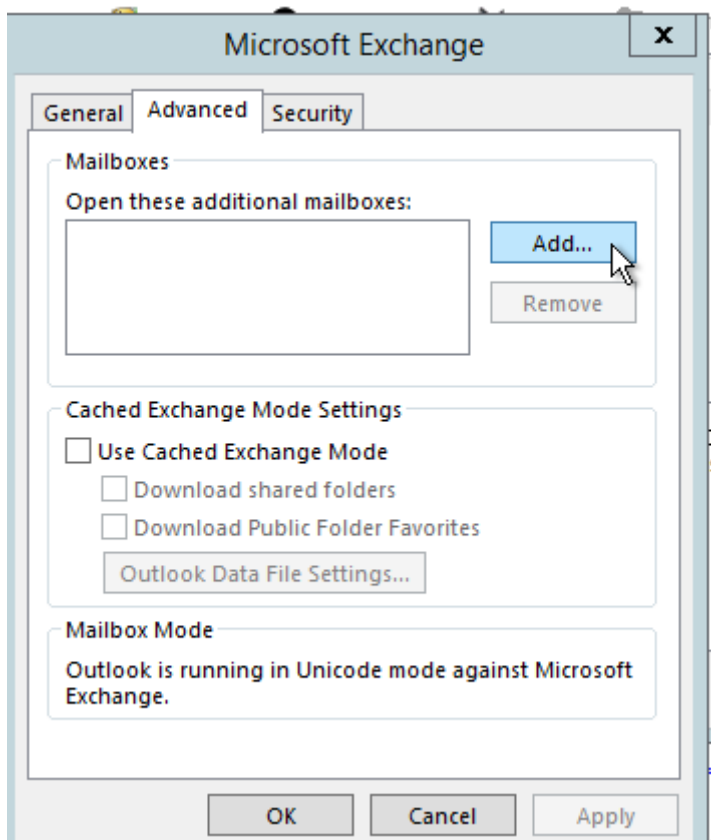 Microsoft Exchange
x
General Advanced Security
Mailboxes
Open these additional mailboxes:
Add...
Remove
Cached Exchange Mode Settings
Use Cached Exchange Mode
Download shared folders
Download Public Folder Favorites
Outlook Data File Settings...
Mailbox Mode
Outlook is running in Unicode mode against Microsoft
Exchange.
OK Cancel Apply